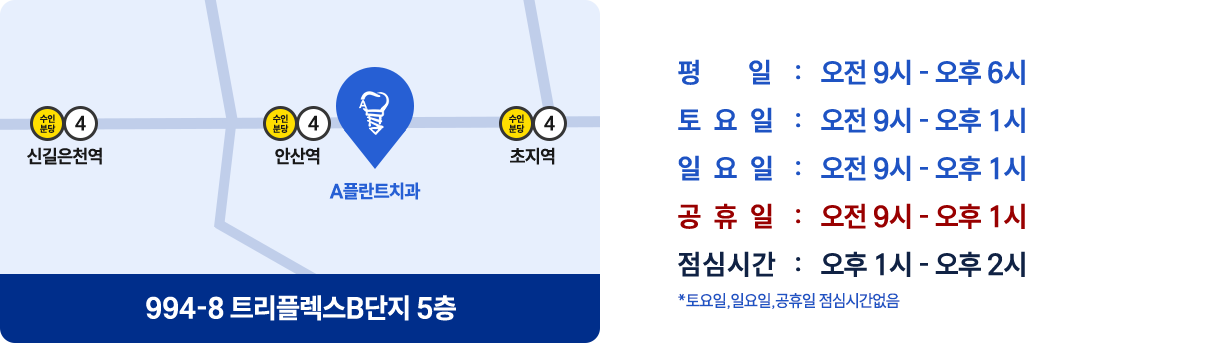 수인분당 4
신길은천역
수인분당 4
안산역
A
A플란트치과
수인분당 4
초지역
994-8 트리플렉스B단지 5층
평 일 : 오전 9시 - 오후 6시
토 요 일 : 오전 9시 - 오후 1시
일 요 일 : 오전 9시 - 오후 1시
공 휴 일 : 오전 9시 - 오후 1시
점심시간 : 오후 1시 - 오후 2시
*토요일,일요일,공휴일 점심시간없음